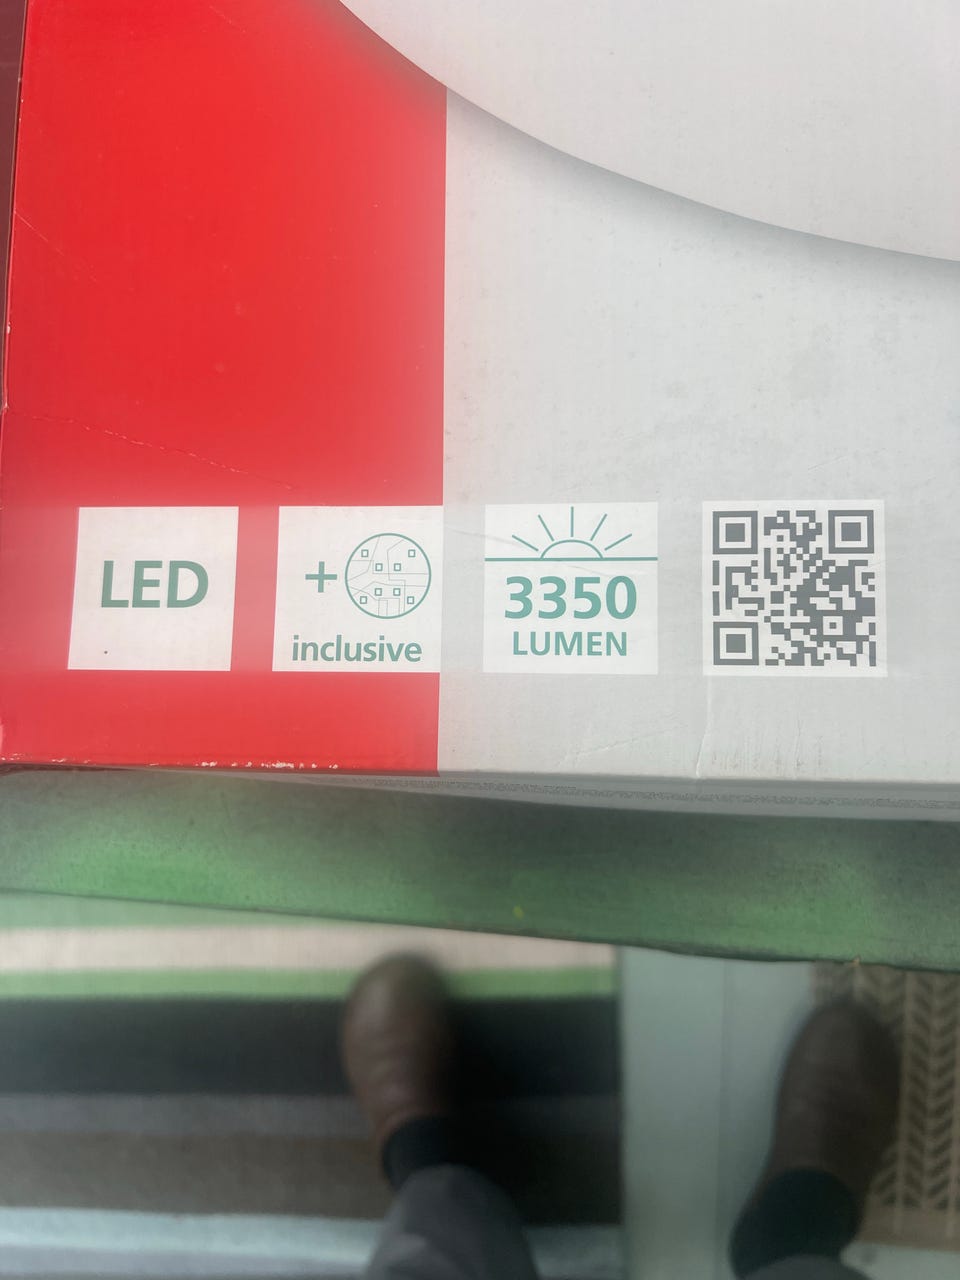 LED
+
inclusive
3350
LUMEN